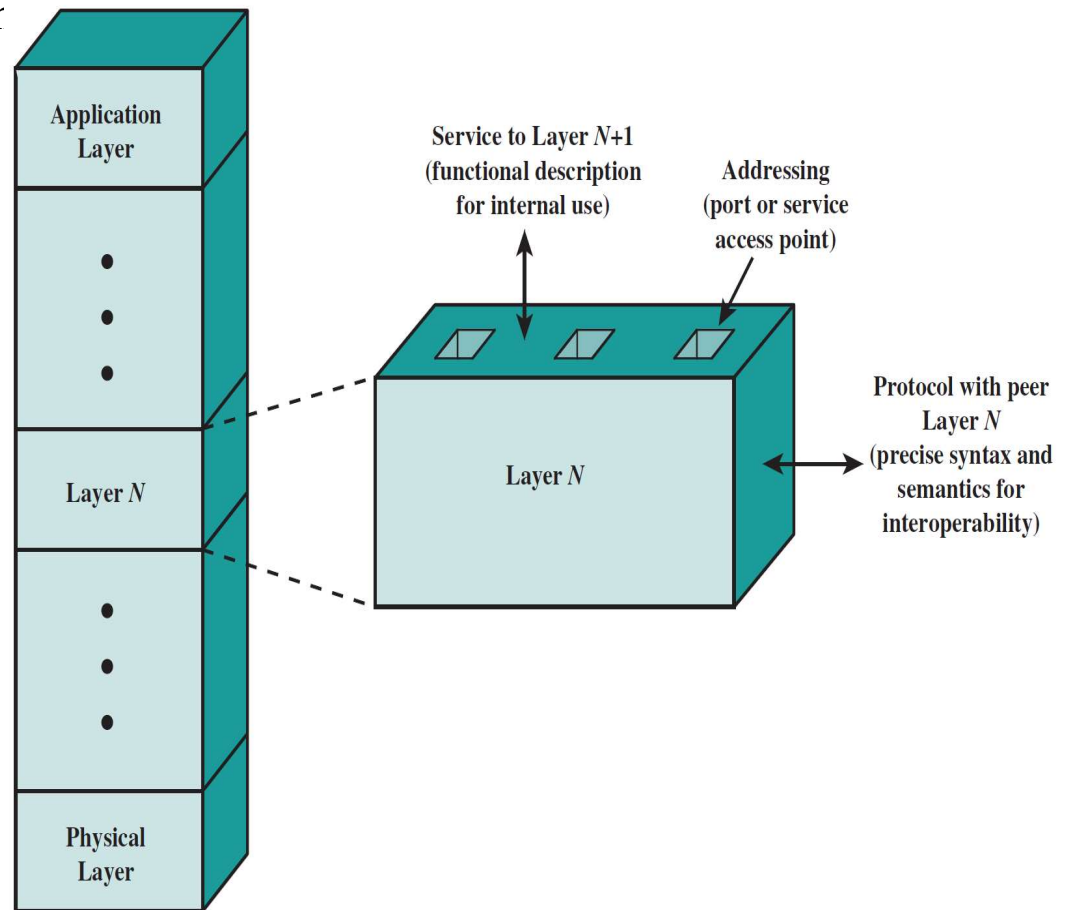 Application
Layer
Service to Layer N+1
(functional description
for internal use)
Addressing
(port or service
access point)
Layer N
Layer N
Protocol with peer
Layer N
(precise syntax and
semantics for
interoperability)
Physical
Layer